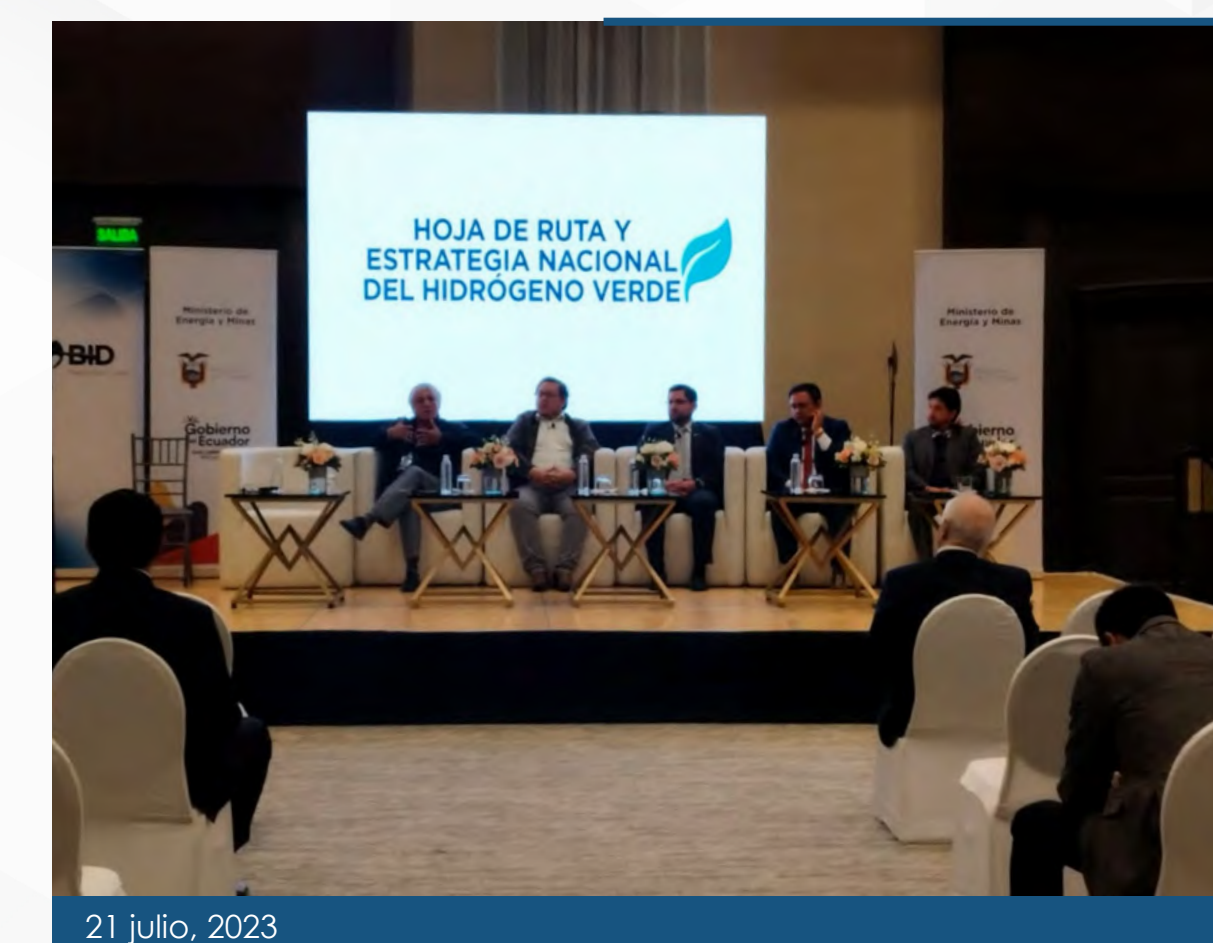 HOJA DE RUTA Y
ESTRATEGIA NACIONAL
DEL HIDRÓGENO VERDE
SALIDA
BID
Ministerio de
Energía y Minas
Gobierno
Ecuador
Ministerio de
Energía y Minas
21 julio, 2023